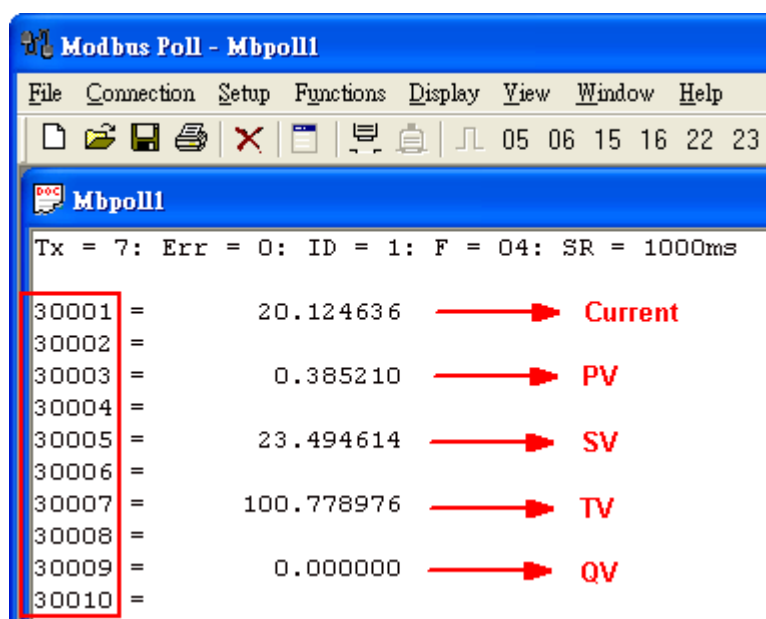 Modbus Poll - Mbpoll1
File Connection Setup Functions Display View Window Help
05 06 15 16 22 23
DOC Mbpoll1
Tx = 7: Err = 0: ID = 1: F = 04: SR = 1000ms
30001 = 20.124636 Current
30002 =
30003 = 0.385210 PV
30004 =
30005 = 23.494614 SV
30006 =
30007 = 100.778976 TV
30008 =
30009 = 0.000000 QV
30010 =